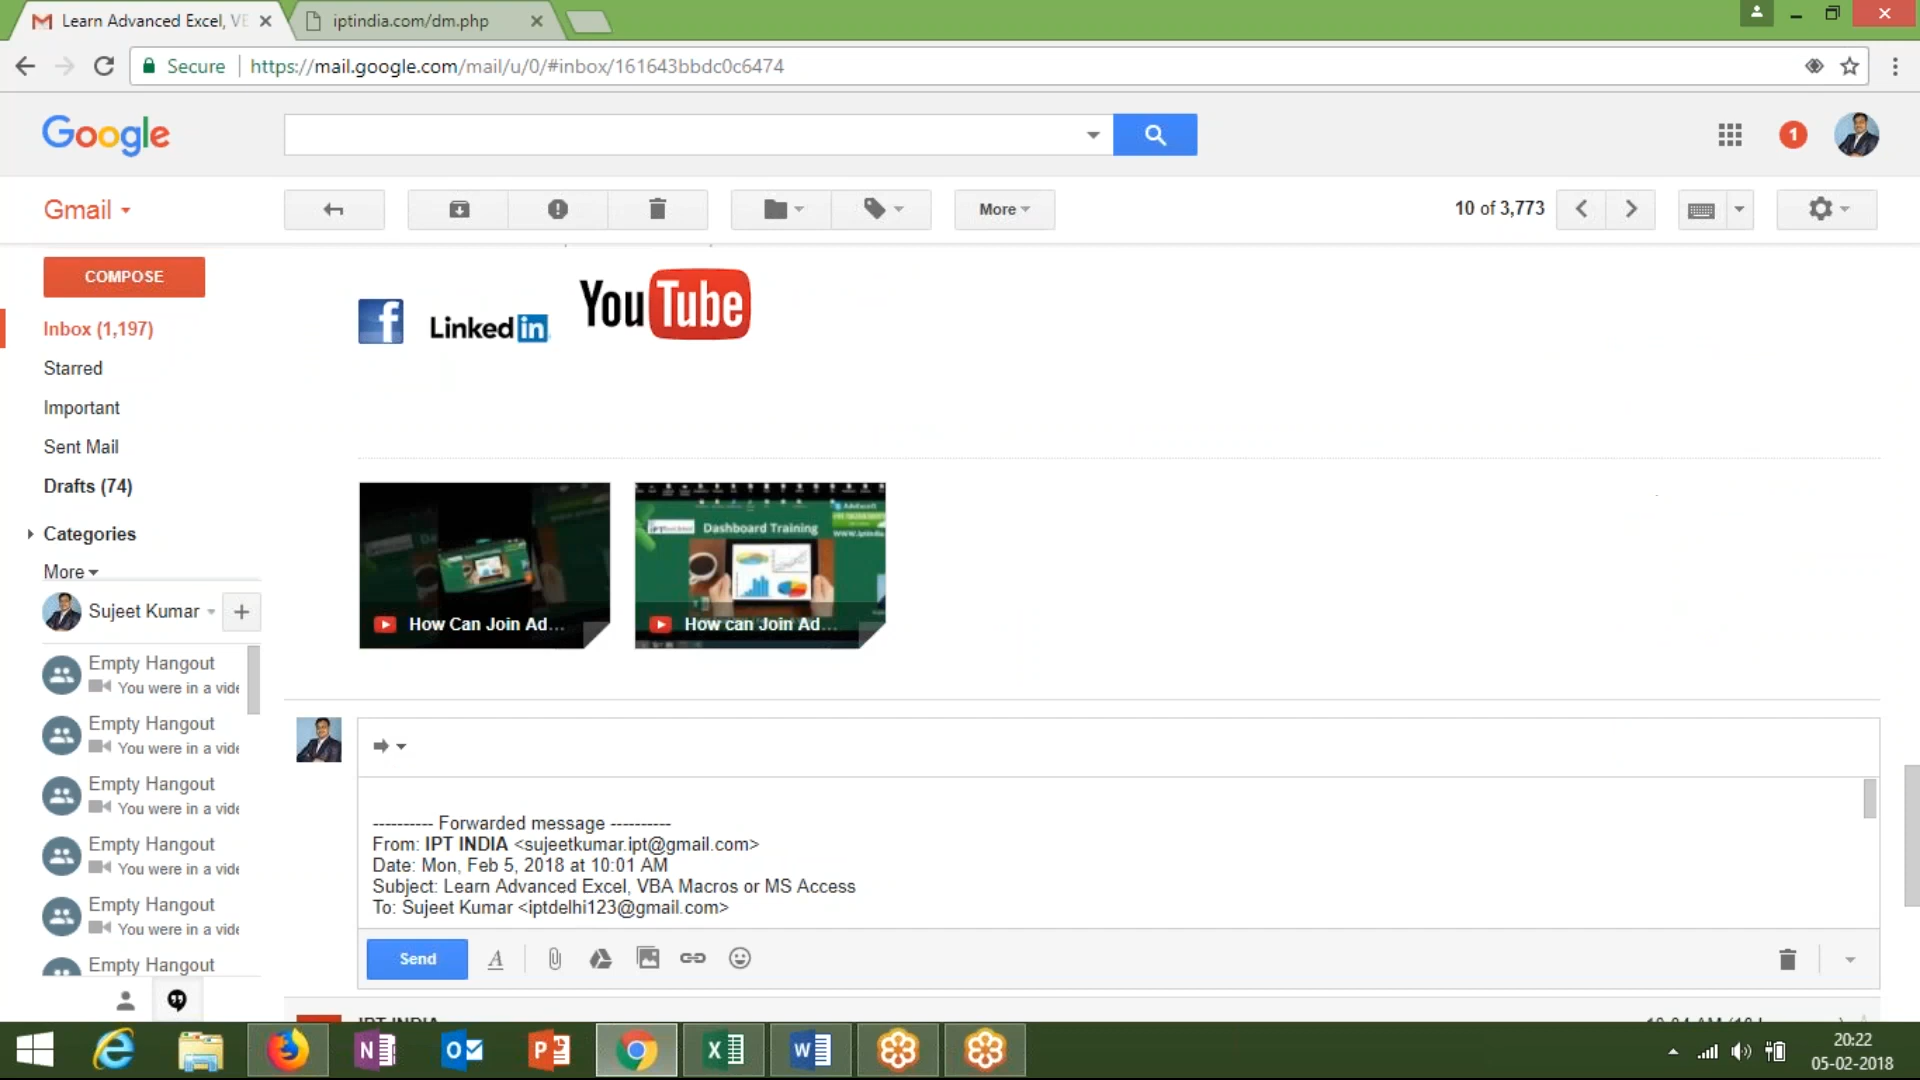 Learn Advanced Excel, VB
iptindia.com/dm.php
Secure
https://mail.google.com/mail/u/0/#inbox/161643bbdc0c6474
Google
1
Gmail
More
10 of 3,773
COMPOSE
Inbox (1,197)
Starred
Important
Sent Mail
Drafts (74)
Categories
More
f
Linked in
YouTube
Dashboard Training
How Can Join Ad...
How can Join Ad...
Sujeet Kumar
Empty Hangout
You were in a vide
Empty Hangout
You were in a vide
Empty Hangout
You were in a vide
Empty Hangout
You were in a vide
Empty Hangout
You were in a vide
Empty Hangout
---------- Forwarded message ----------
From: IPT INDIA <sujeetkumar.ipt@gmail.com>
Date: Mon, Feb 5, 2018 at 10:01 AM
Subject: Learn Advanced Excel, VBA Macros or MS Access
To: Sujeet Kumar <iptdelhi123@gmail.com>
Send
IPT INDIA
20:22
05-02-2018